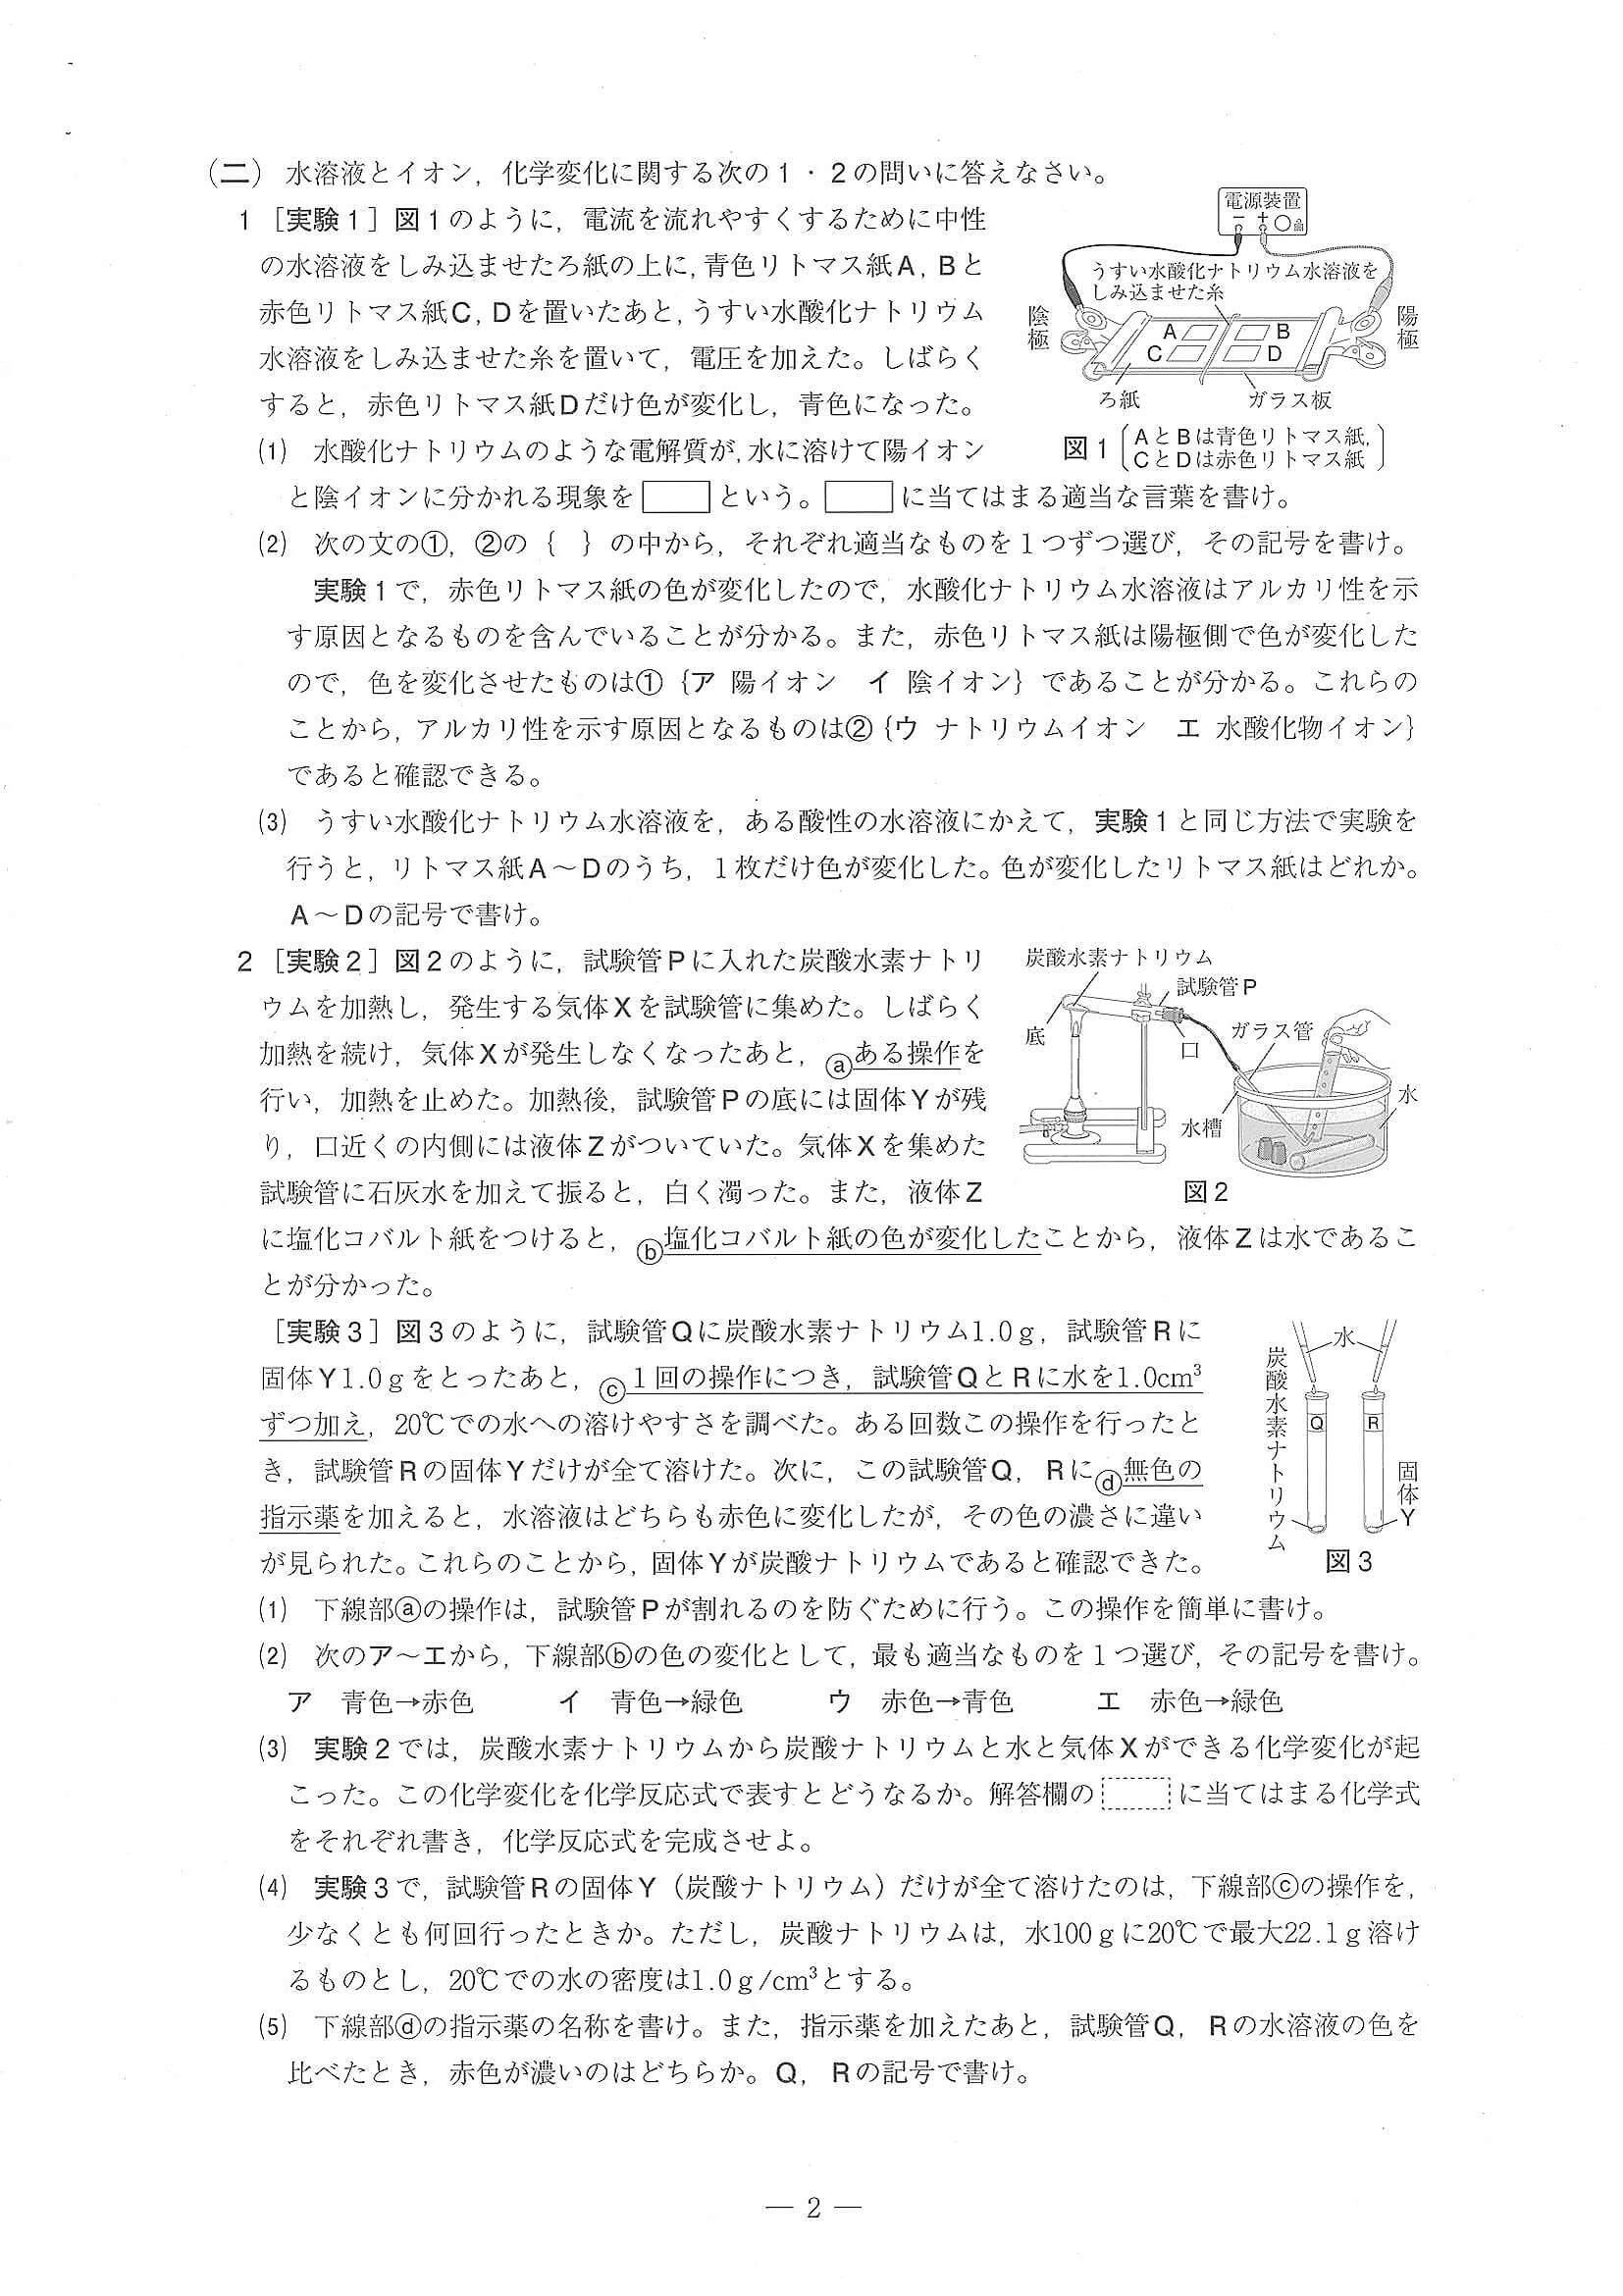 (二) 水溶液とイオン，化学変化に関する次の1・2の問いに答えなさい。
1 ［実験1］図1のように，電流を流れやすくするために中性
の水溶液をしみ込ませたろ紙の上に，青色リトマス紙A，Bと
赤色リトマス紙C，Dを置いたあと，うすい水酸化ナトリウム
水溶液をしみ込ませた糸を置いて，電圧を加えた。しばらく
すると，赤色リトマス紙Dだけ色が変化し，青色になった。
電源装置
－ ＋
うすい水酸化ナトリウム水溶液を
しみ込ませた糸
陰極
陽極
A
B
C
D
ろ紙
ガラス板
図1
AとBは青色リトマス紙，
CとDは赤色リトマス紙
(1) 水酸化ナトリウムのような電解質が，水に溶けて陽イオン
と陰イオンに分かれる現象を□という。□に当てはまる適当な言葉を書け。
(2) 次の文の①，②の｛ ｝の中から，それぞれ適当なものを1つずつ選び，その記号を書け。
実験1で，赤色リトマス紙の色が変化したので，水酸化ナトリウム水溶液はアルカリ性を示
す原因となるものを含んでいることが分かる。また，赤色リトマス紙は陽極側で色が変化した
ので，色を変化させたものは①｛ア 陽イオン イ 陰イオン｝であることが分かる。これらの
ことから，アルカリ性を示す原因となるものは②｛ウ ナトリウムイオン エ 水酸化物イオン｝
であると確認できる。
(3) うすい水酸化ナトリウム水溶液を，ある酸性の水溶液にかえて，実験1と同じ方法で実験を
行うと，リトマス紙A～Dのうち，1枚だけ色が変化した。色が変化したリトマス紙はどれか。
A～Dの記号で書け。
2 ［実験2］図2のように，試験管Pに入れた炭酸水素ナトリ
ウムを加熱し，発生する気体Xを試験管に集めた。しばらく
加熱を続け，気体Xが発生しなくなったあと，ⓐある操作を
行い，加熱を止めた。加熱後，試験管Pの底には固体Yが残
り，口近くの内側には液体Zがついていた。気体Xを集めた
試験管に石灰水を加えて振ると，白く濁った。また，液体Z
に塩化コバルト紙をつけると，ⓑ塩化コバルト紙の色が変化したことから，液体Zは水であるこ
とが分かった。
炭酸水素ナトリウム
試験管P
底
口
ガラス管
水
水槽
図2
［実験3］図3のように，試験管Qに炭酸水素ナトリウム1.0g，試験管Rに
固体Y1.0gをとったあと，ⓒ1回の操作につき，試験管QとRに水を1.0cm³
ずつ加え，20℃での水への溶けやすさを調べた。ある回数この操作を行ったと
き，試験管Rの固体Yだけが全て溶けた。次に，この試験管Q，Rにⓓ無色の
指示薬を加えると，水溶液はどちらも赤色に変化したが，その色の濃さに違い
が見られた。これらのことから，固体Yが炭酸ナトリウムであると確認できた。
水
炭酸水素ナトリウム
Q
R
固体Y
図3
(1) 下線部ⓐの操作は，試験管Pが割れるのを防ぐために行う。この操作を簡単に書け。
(2) 次のア～エから，下線部ⓑの色の変化として，最も適当なものを1つ選び，その記号を書け。
ア 青色→赤色 イ 青色→緑色 ウ 赤色→青色 エ 赤色→緑色
(3) 実験2では，炭酸水素ナトリウムから炭酸ナトリウムと水と気体Xができる化学変化が起
こった。この化学変化を化学反応式で表すとどうなるか。解答欄の□に当てはまる化学式
をそれぞれ書き，化学反応式を完成させよ。
(4) 実験3で，試験管Rの固体Y（炭酸ナトリウム）だけが全て溶けたのは，下線部ⓒの操作を，
少なくとも何回行ったときか。ただし，炭酸ナトリウムは，水100gに20℃で最大22.1g溶け
るものとし，20℃での水の密度は1.0g/cm³とする。
(5) 下線部ⓓの指示薬の名称を書け。また，指示薬を加えたあと，試験管Q，Rの水溶液の色を
比べたとき，赤色が濃いのはどちらか。Q，Rの記号で書け。
― 2 ―